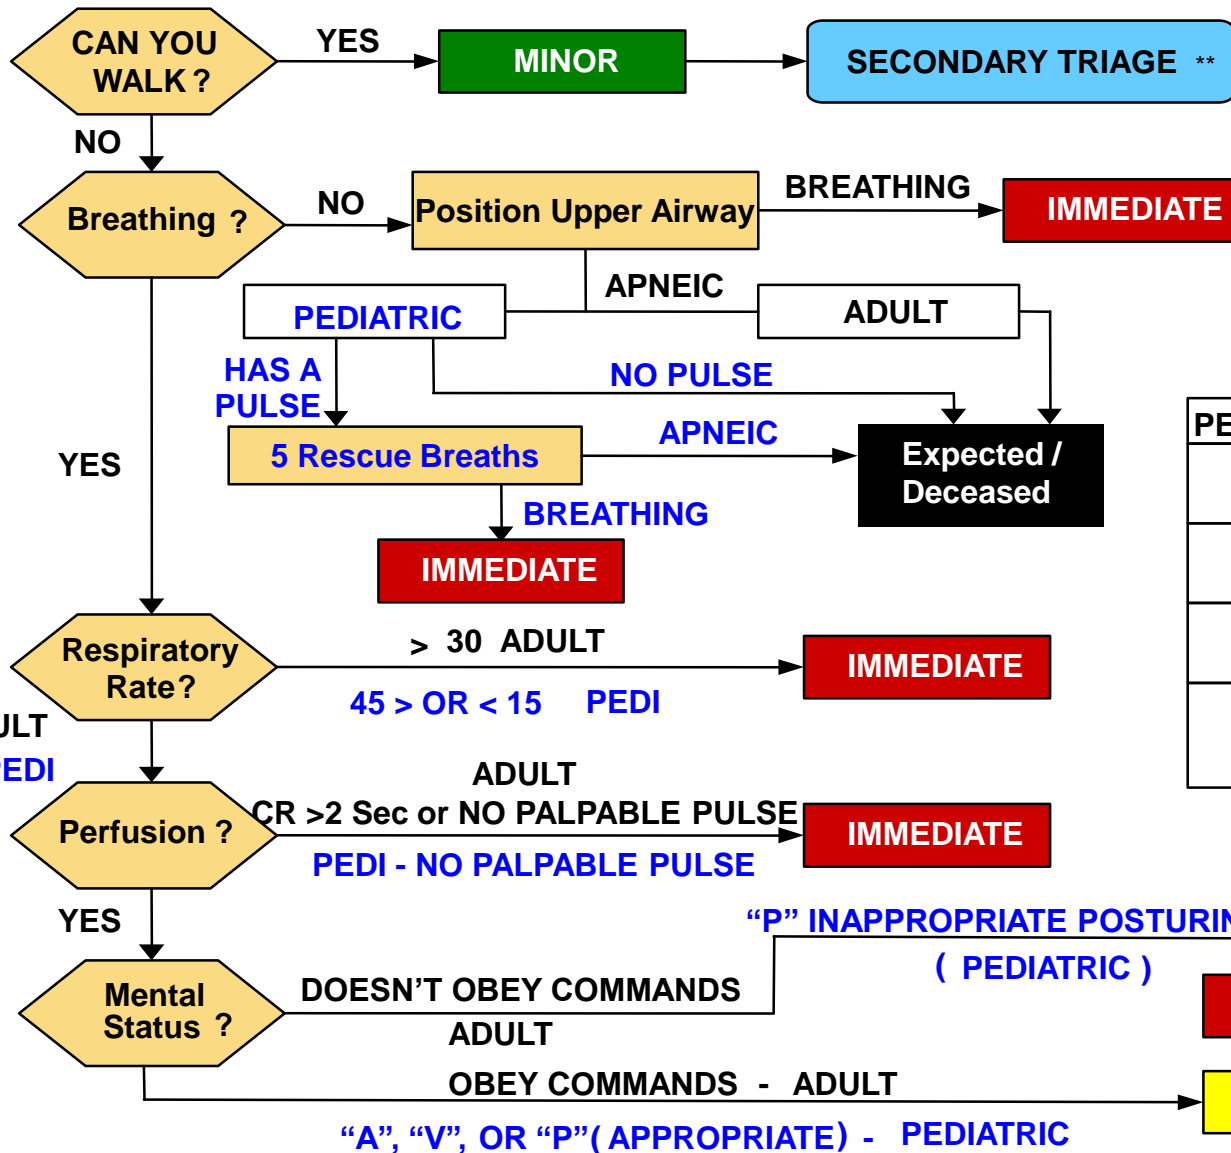 CAN YOU
WALK ?
YES
MINOR
SECONDARY TRIAGE **
NO
Breathing ?
NO
Position Upper Airway
BREATHING
IMMEDIATE
APNEIC
PEDIATRIC
ADULT
HAS A
PULSE
NO PULSE
5 Rescue Breaths
APNEIC
Expected /
Deceased
PE
YES
BREATHING
IMMEDIATE
Respiratory
Rate?
> 30 ADULT
IMMEDIATE
45 > OR < 15 PEDI
ULT
PEDI
ADULT
Perfusion ?
CR >2 Sec or NO PALPABLE PULSE
IMMEDIATE
PEDI - NO PALPABLE PULSE
YES
“P” INAPPROPRIATE POSTURIN
( PEDIATRIC )
Mental
Status ?
DOESN’T OBEY COMMANDS
ADULT
OBEY COMMANDS - ADULT
“A”, “V”, OR “P”( APPROPRIATE) - PEDIATRIC